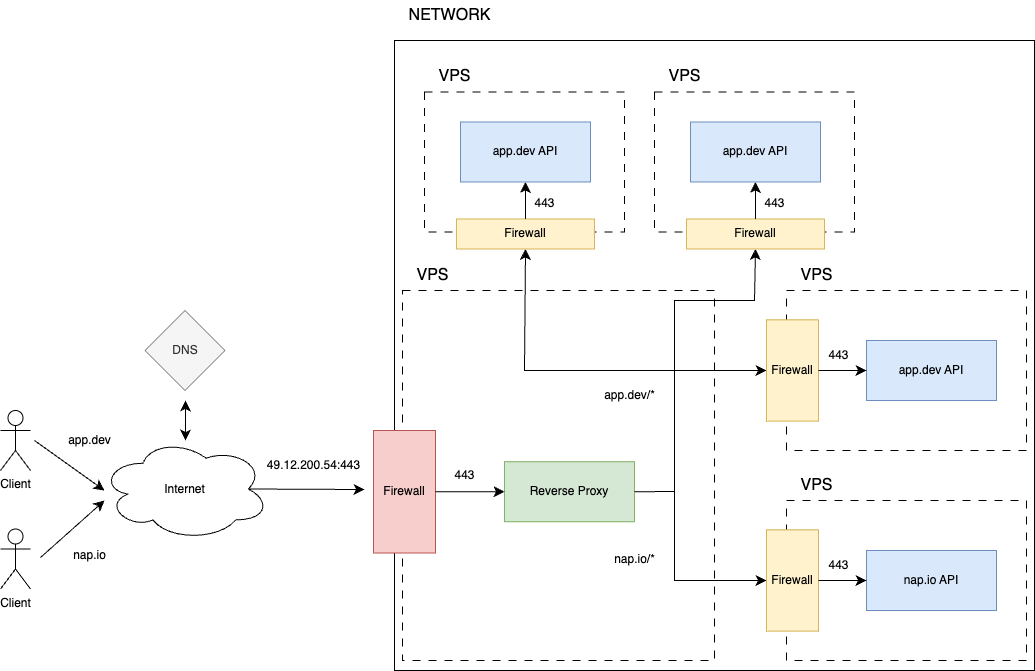 NETWORK
VPS
VPS
app.dev API
app.dev API
443
443
Firewall
Firewall
VPS
VPS
DNS
443
Firewall
app.dev API
app.dev/*
app.dev
Client
Internet
49.12.200.54:443
Firewall
443
Reverse Proxy
VPS
nap.io
Client
nap.io/*
443
Firewall
nap.io API